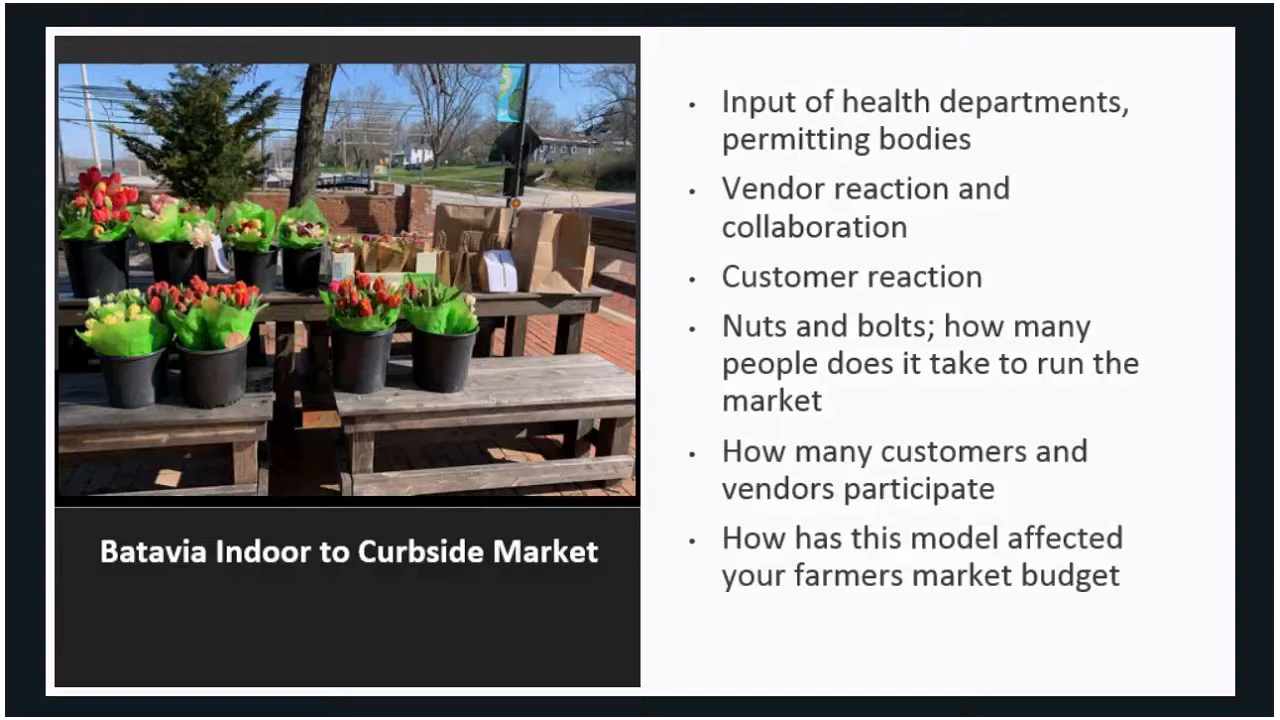 Batavia Indoor to Curbside Market
• Input of health departments,
permitting bodies
• Vendor reaction and
collaboration
• Customer reaction
• Nuts and bolts; how many
people does it take to run the
market
• How many customers and
vendors participate
• How has this model affected
your farmers market budget